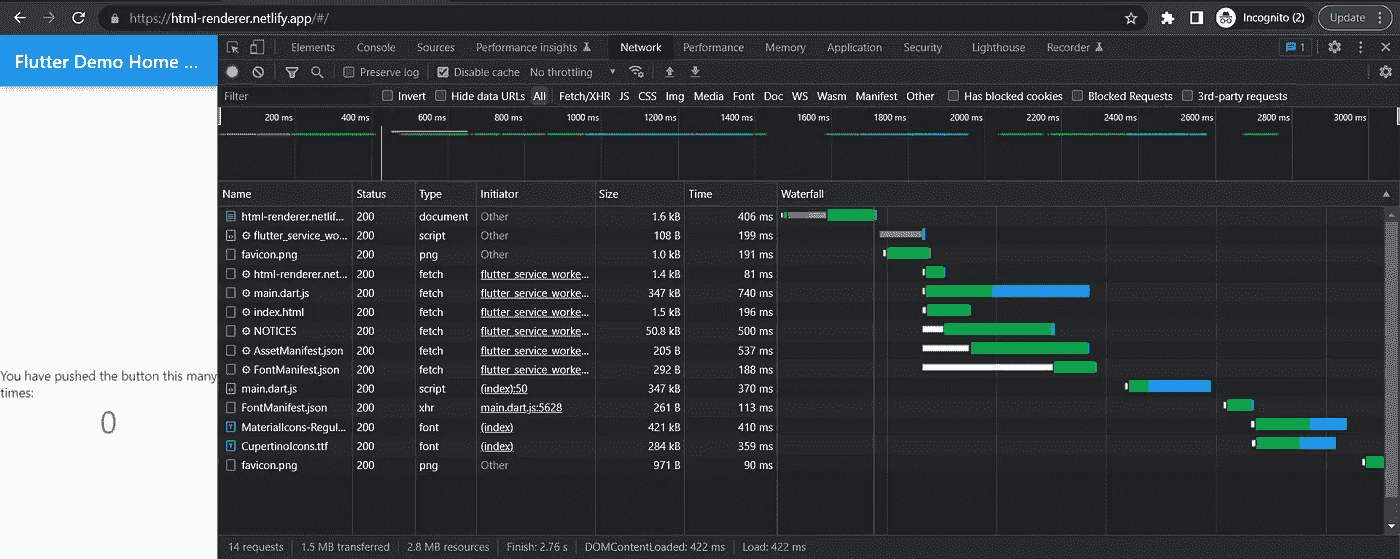 https://html-renderer.netlify.app/#/ Incognito (2) Update
Flutter Demo Home ...
You have pushed the button this many
times:
0
Elements Console Sources Performance insights Network Performance Memory Application Security Lighthouse Recorder 1
Preserve log Disable cache No throttling
Filter Invert Hide data URLs All Fetch/XHR JS CSS Img Media Font Doc WS Wasm Manifest Other Has blocked cookies Blocked Requests 3rd-party requests
200 ms 400 ms 600 ms 800 ms 1000 ms 1200 ms 1400 ms 1600 ms 1800 ms 2000 ms 2200 ms 2400 ms 2600 ms 2800 ms 3000 ms
Name Status Type Initiator Size Time Waterfall
html-renderer.netlif... 200 document Other 1.6 kB 406 ms
flutter_service_wo... 200 script Other 108 B 199 ms
favicon.png 200 png Other 1.0 kB 191 ms
html-renderer.net... 200 fetch flutter_service_worke... 1.4 kB 81 ms
main.dart.js 200 fetch flutter_service_worke... 347 kB 740 ms
index.html 200 fetch flutter_service_worke... 1.5 kB 196 ms
NOTICES 200 fetch flutter_service_worke... 50.8 kB 500 ms
AssetManifest.json 200 fetch flutter_service_worke... 205 B 537 ms
FontManifest.json 200 fetch flutter_service_worke... 292 B 188 ms
main.dart.js 200 script (index):50 347 kB 370 ms
FontManifest.json 200 xhr main.dart.js:5628 261 B 113 ms
MaterialIcons-Regul... 200 font (index) 421 kB 410 ms
CupertinoIcons.ttf 200 font (index) 284 kB 359 ms
favicon.png 200 png Other 971 B 90 ms
14 requests 1.5 MB transferred 2.8 MB resources Finish: 2.76 s DOMContentLoaded: 422 ms Load: 422 ms